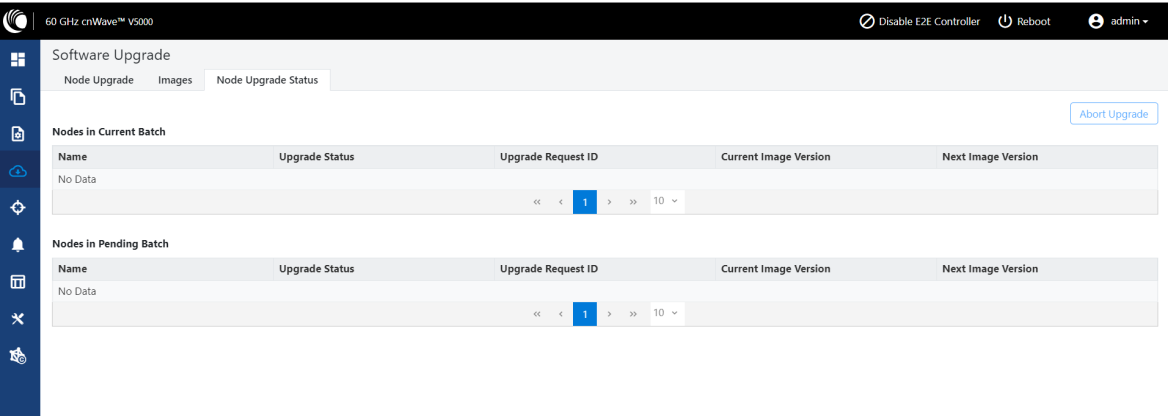 60 GHz cnWave™ V5000 Disable E2E Controller Reboot admin
Software Upgrade
Node Upgrade Images Node Upgrade Status
Abort Upgrade
Nodes in Current Batch
Name Upgrade Status Upgrade Request ID Current Image Version Next Image Version
No Data
« ‹ 1 › » 10
Nodes in Pending Batch
Name Upgrade Status Upgrade Request ID Current Image Version Next Image Version
No Data
« ‹ 1 › » 10